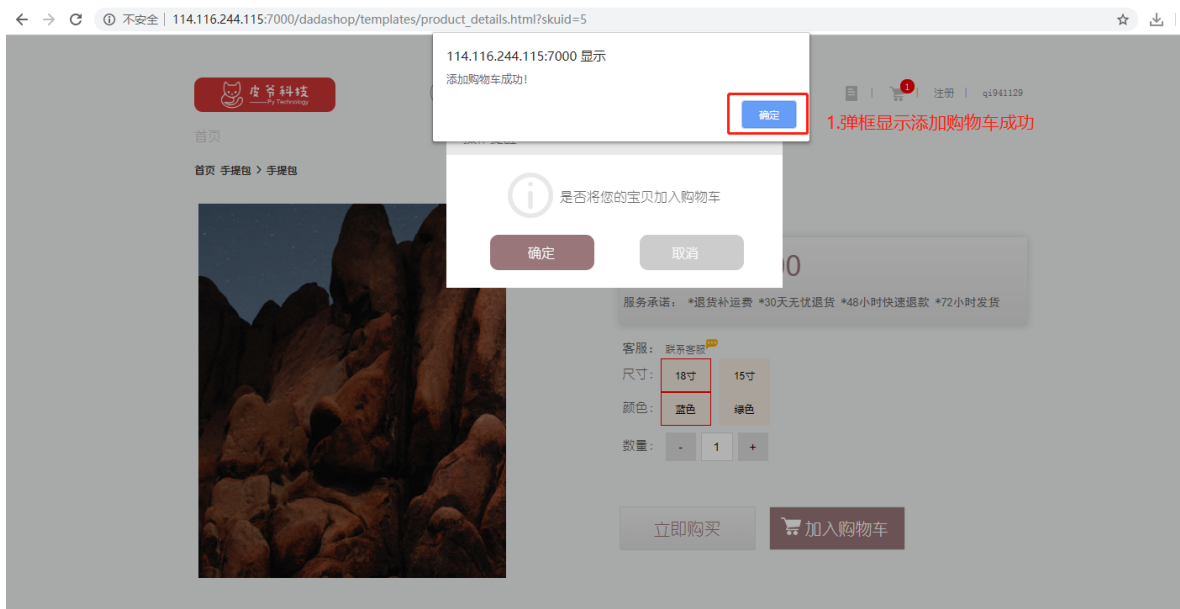 不安全 | 114.116.244.115:7000/dadashop/templates/product_details.html?skuid=5
114.116.244.115:7000 显示
添加购物车成功!
确定
皮爷科技
Py Technology
1
注册
qi941129
1.弹框显示添加购物车成功
首页
首页 手提包 > 手提包
是否将您的宝贝加入购物车
确定
取消
服务承诺: *退货补运费 *30天无忧退货 *48小时快速退款 *72小时发货
客服: 联系客服
尺寸: 18寸 15寸
颜色: 蓝色 绿色
数量: - 1 +
立即购买
加入购物车